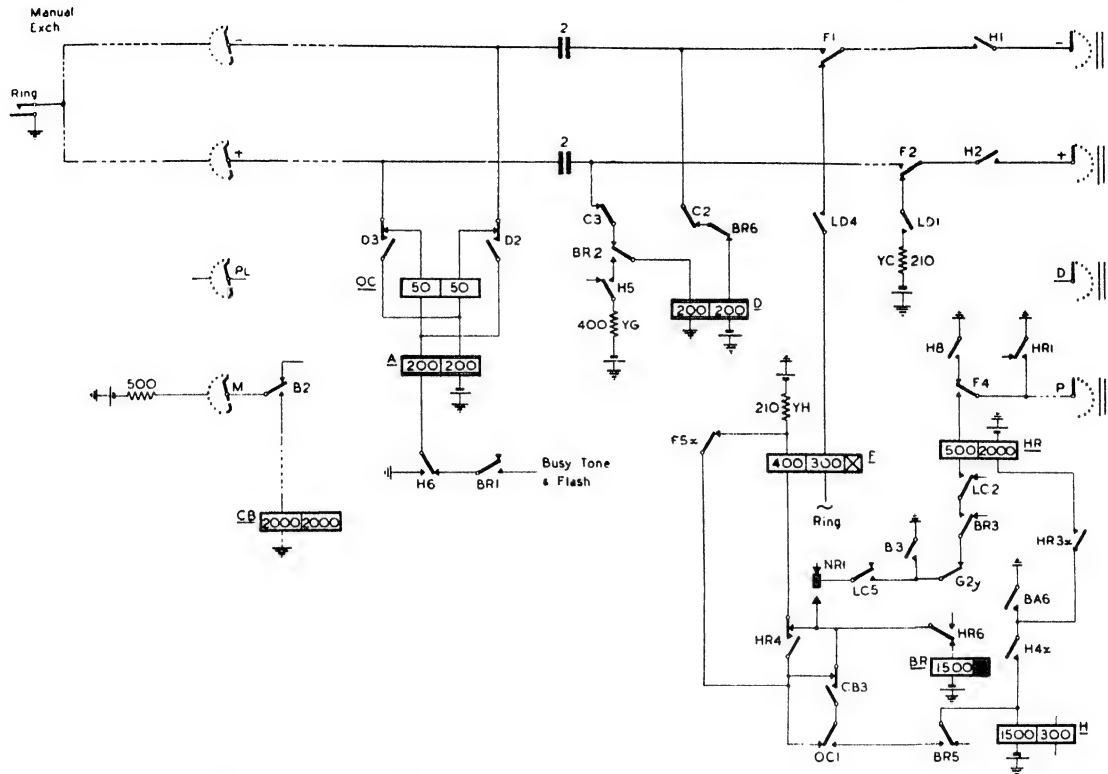 Manual
Exch
Ring
-
2
F1
H1
-
+
2
F2
H2
+
D3
D2
C3
C2
BR6
BR2
LD4
LD1
YC 210
PL
OC
50 50
H5
400 YG
D
200 200
D
500
M
B2
A
200 200
H8
HR1
F4
P
210 YH
F5x
400 300 F
500 2000 HR
Busy Tone
& Flash
H6
BR1
Ring
LC2
CB
2000 2000
BR3
HR3x
B3
NR1
LC5
G2y
BA6
HR4
HR6
H4x
BR
1500
CB3
OC1
BR5
1500 300 H